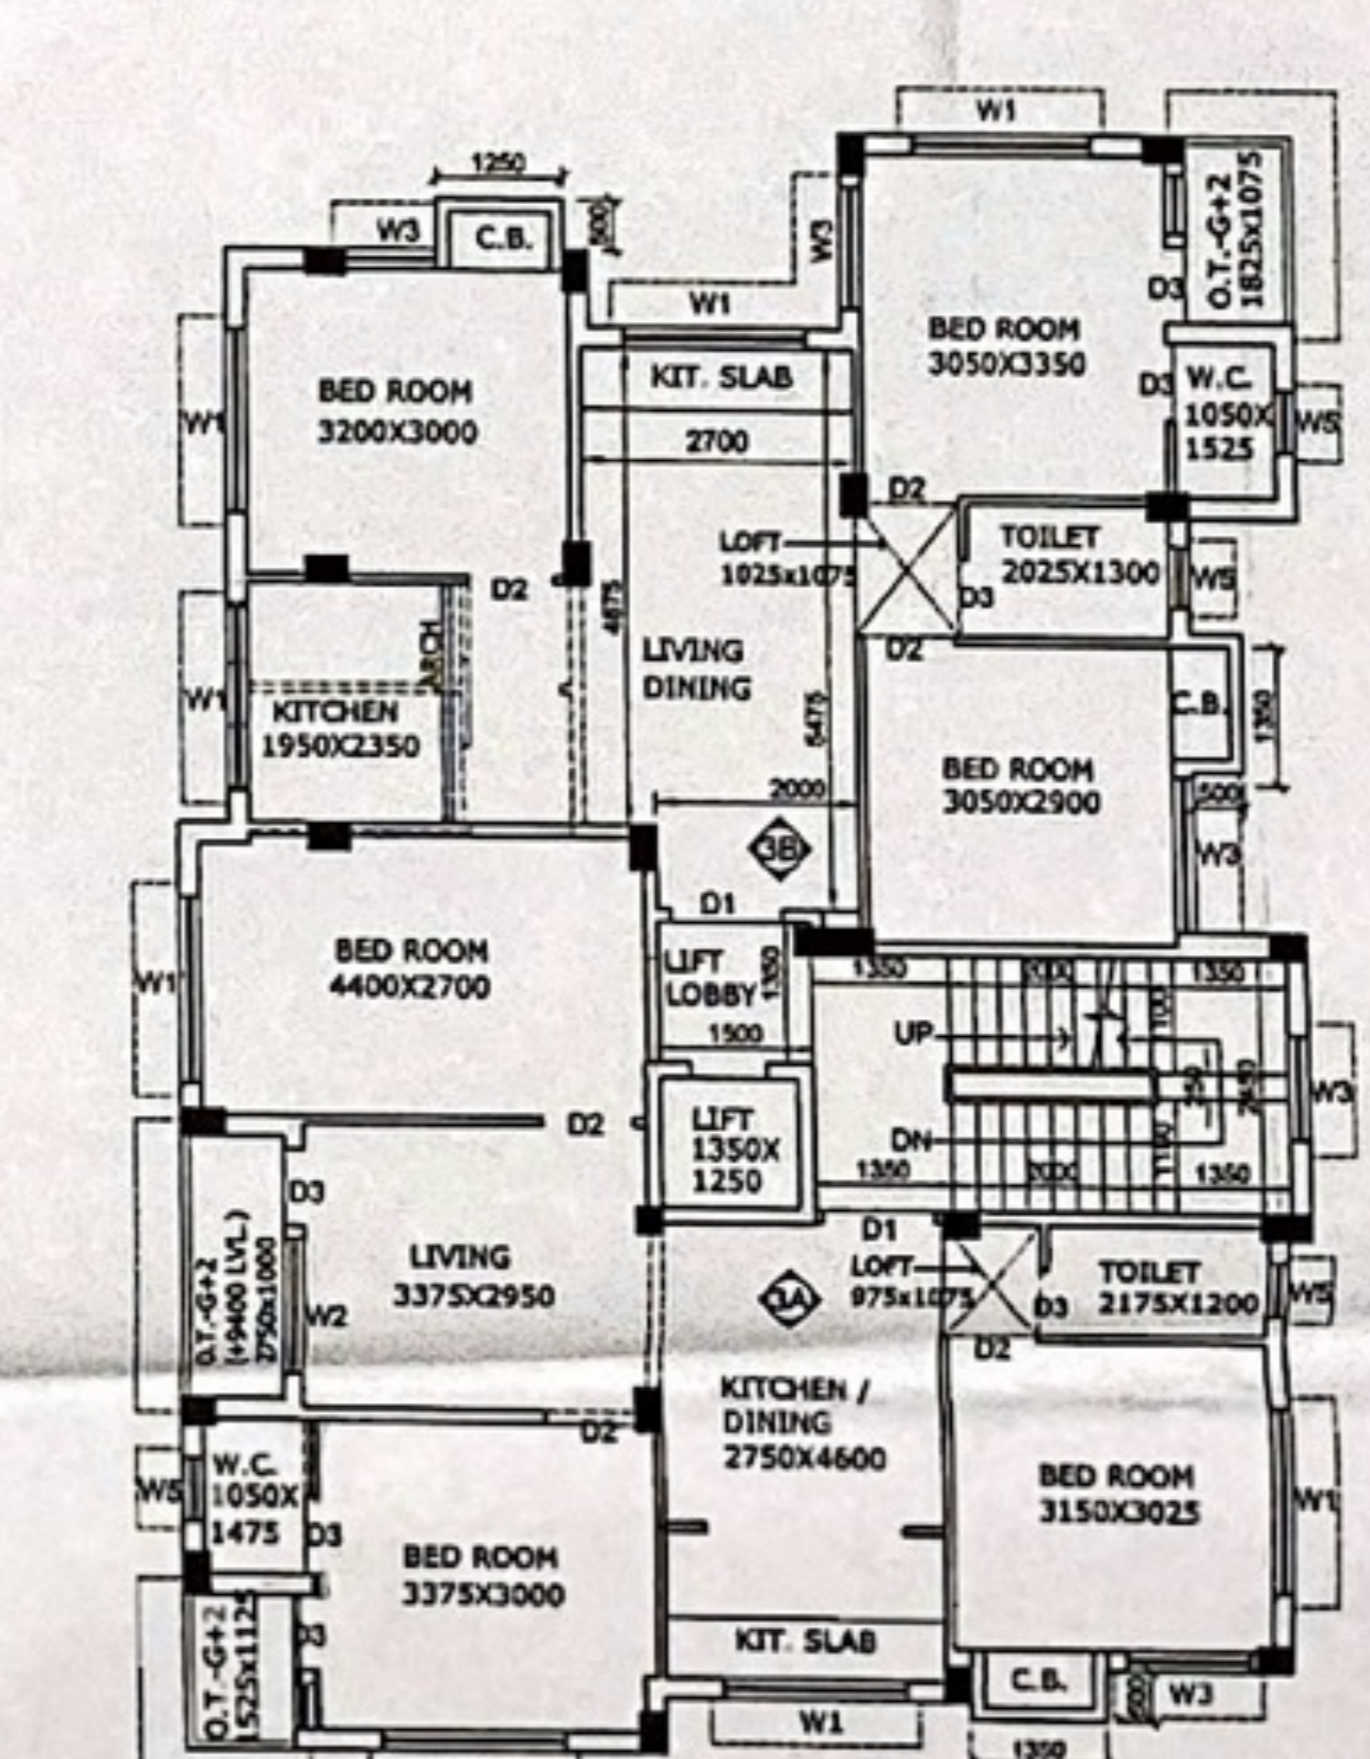 W1
1250
W3
C.B.
500
W3
O.T.-G+2
1825x1075
W1
D3
BED ROOM
3050X3350
KIT. SLAB
BED ROOM
3200X3000
W1
D3
W.C.
1050X
1525
W5
2700
D2
LOFT
1025x1075
TOILET
2025X1300
W5
D2
D3
4875
ARCH
LIVING
DINING
D2
W1
KITCHEN
1950X2350
6475
C.B.
1350
BED ROOM
3050X2900
2000
500
3B
W3
D1
BED ROOM
4400X2700
W1
LIFT
LOBBY
1350
1500
1350
1350
UP
LIFT
1350X
1250
D2
DN
W3
1350
1350
D3
D1
LIVING
3375X2950
O.T.-G+2
(+9400 LVL.)
2750x1000
W2
3A
LOFT
975x1075
TOILET
2175X1200
D3
W5
D2
KITCHEN /
DINING
2750X4600
D2
W.C.
1050X
1475
W5
D3
BED ROOM
3150X3025
W1
BED ROOM
3375X3000
O.T.-G+2
1525x1125
D3
KIT. SLAB
C.B.
W3
W1
1350